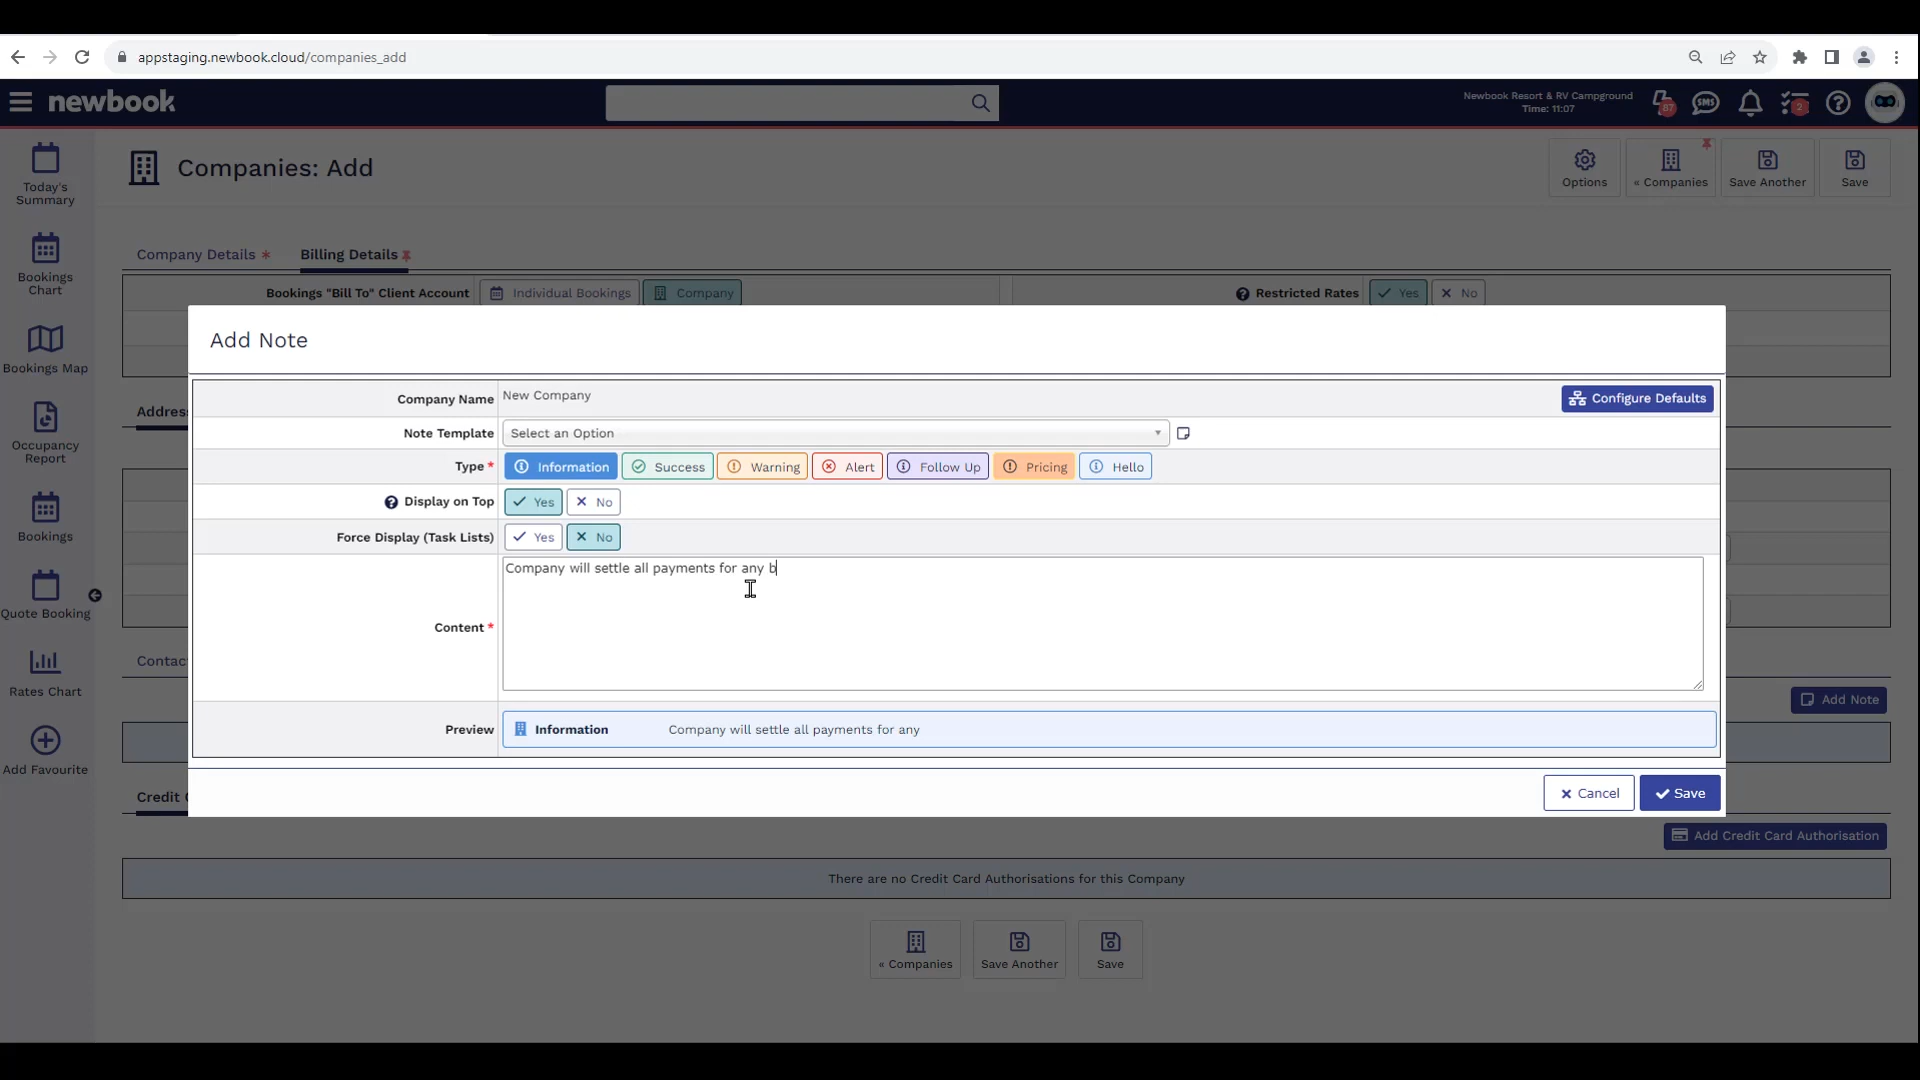 appstaging.newbook.cloud/companies_add
newbook
Newbook Resort & RV Campground
Time: 11:07
87
SMS
2
Today's
Summary
Bookings
Chart
Bookings Map
Occupancy
Report
Bookings
Quote Booking
Rates Chart
Add Favourite
Companies: Add
Options
« Companies
Save Another
Save
Company Details *
Billing Details
Bookings "Bill To" Client Account
Individual Bookings
Company
Restricted Rates
Yes
No
Add Note
Company Name
New Company
Configure Defaults
Note Template
Select an Option
Type *
Information
Success
Warning
Alert
Follow Up
Pricing
Hello
Display on Top
Yes
No
Force Display (Task Lists)
Yes
No
Content *
Company will settle all payments for any b
Preview
Information
Company will settle all payments for any
Cancel
Save
Addres
Contac
Add Note
Credit
Add Credit Card Authorisation
There are no Credit Card Authorisations for this Company
« Companies
Save Another
Save